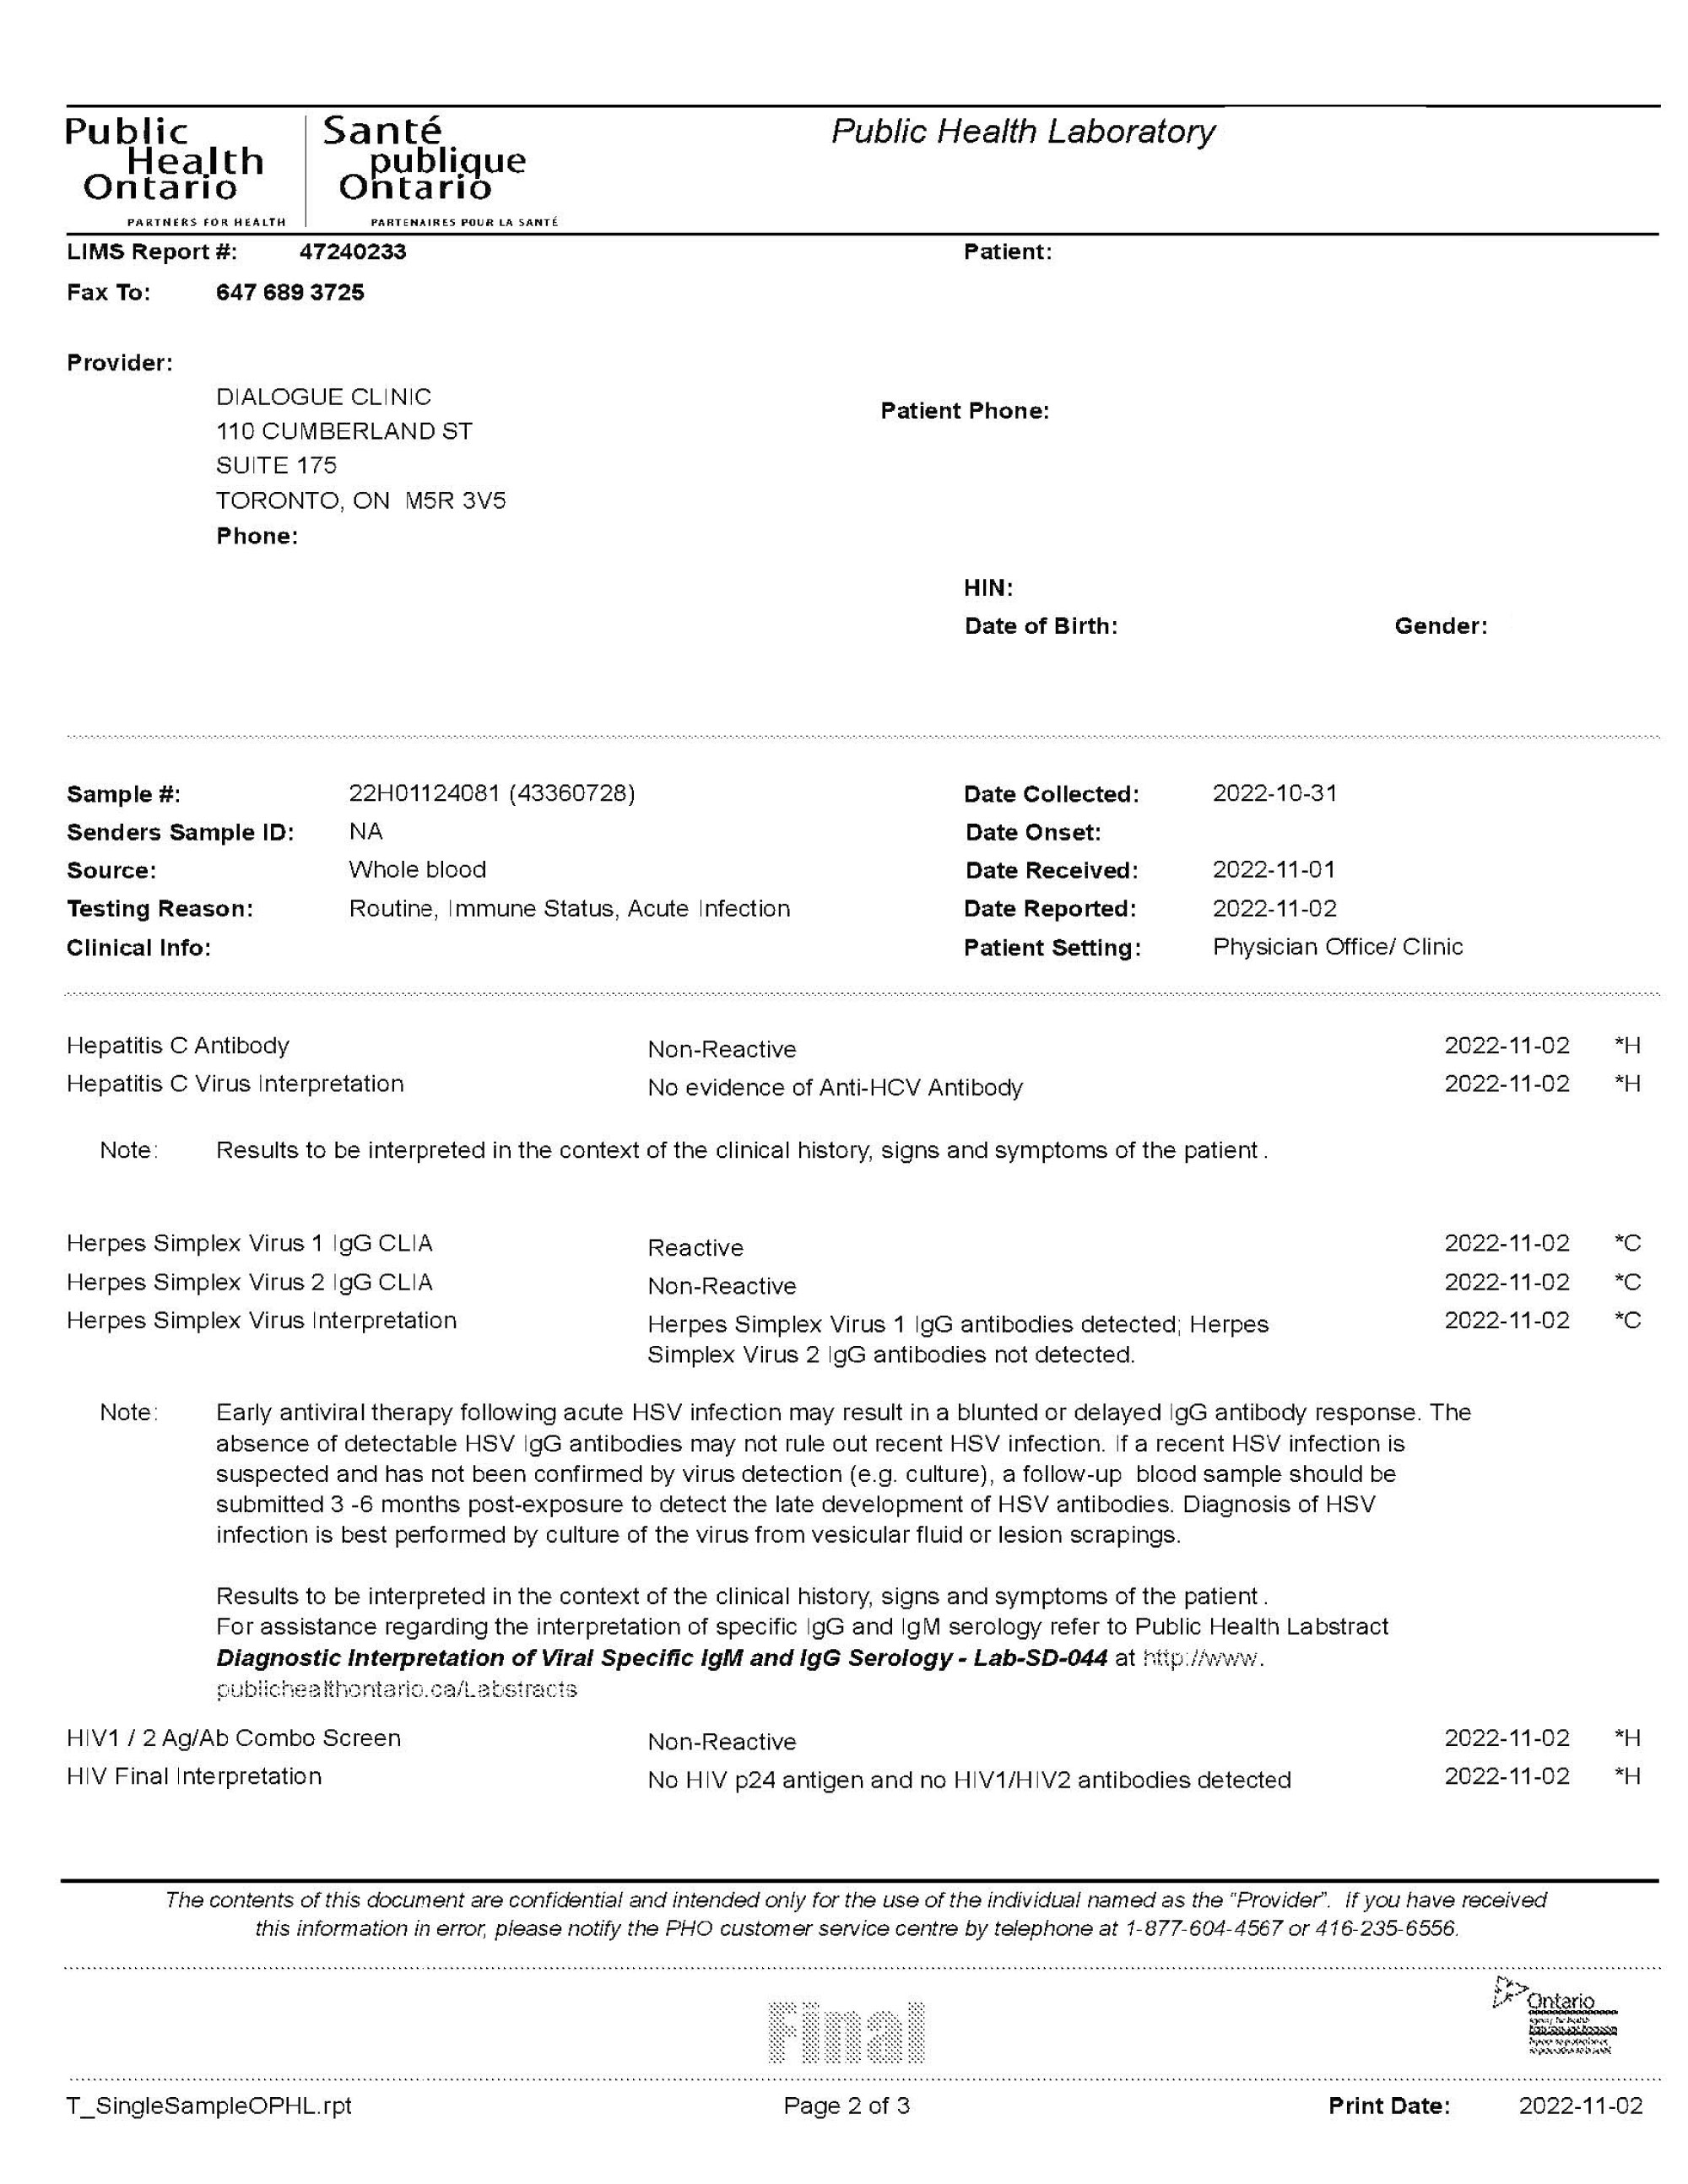 Public Health Ontario
PARTNERS FOR HEALTH
Santé publique Ontario
PARTENAIRES POUR LA SANTÉ
Public Health Laboratory
LIMS Report #: 47240233
Patient:
Fax To: 647 689 3725
Provider:
DIALOGUE CLINIC
Patient Phone:
110 CUMBERLAND ST
SUITE 175
TORONTO, ON M5R 3V5
Phone:
HIN:
Date of Birth: Gender:
Sample #: 22H01124081 (43360728) Date Collected: 2022-10-31
Senders Sample ID: NA Date Onset:
Source: Whole blood Date Received: 2022-11-01
Testing Reason: Routine, Immune Status, Acute Infection Date Reported: 2022-11-02
Clinical Info: Patient Setting: Physician Office/ Clinic
Hepatitis C Antibody Non-Reactive 2022-11-02 *H
Hepatitis C Virus Interpretation No evidence of Anti-HCV Antibody 2022-11-02 *H
Note: Results to be interpreted in the context of the clinical history, signs and symptoms of the patient .
Herpes Simplex Virus 1 IgG CLIA Reactive 2022-11-02 *C
Herpes Simplex Virus 2 IgG CLIA Non-Reactive 2022-11-02 *C
Herpes Simplex Virus Interpretation Herpes Simplex Virus 1 IgG antibodies detected; Herpes 2022-11-02 *C
Simplex Virus 2 IgG antibodies not detected.
Note: Early antiviral therapy following acute HSV infection may result in a blunted or delayed IgG antibody response. The
absence of detectable HSV IgG antibodies may not rule out recent HSV infection. If a recent HSV infection is
suspected and has not been confirmed by virus detection (e.g. culture), a follow-up blood sample should be
submitted 3 -6 months post-exposure to detect the late development of HSV antibodies. Diagnosis of HSV
infection is best performed by culture of the virus from vesicular fluid or lesion scrapings.
Results to be interpreted in the context of the clinical history, signs and symptoms of the patient .
For assistance regarding the interpretation of specific IgG and IgM serology refer to Public Health Labstract
Diagnostic Interpretation of Viral Specific IgM and IgG Serology - Lab-SD-044 at http://www.
publichealthontario.ca/Labstracts
HIV1 / 2 Ag/Ab Combo Screen Non-Reactive 2022-11-02 *H
HIV Final Interpretation No HIV p24 antigen and no HIV1/HIV2 antibodies detected 2022-11-02 *H
The contents of this document are confidential and intended only for the use of the individual named as the "Provider". If you have received
this information in error, please notify the PHO customer service centre by telephone at 1-877-604-4567 or 416-235-6556.
Final
Ontario
T_SingleSampleOPHL.rpt Page 2 of 3 Print Date: 2022-11-02